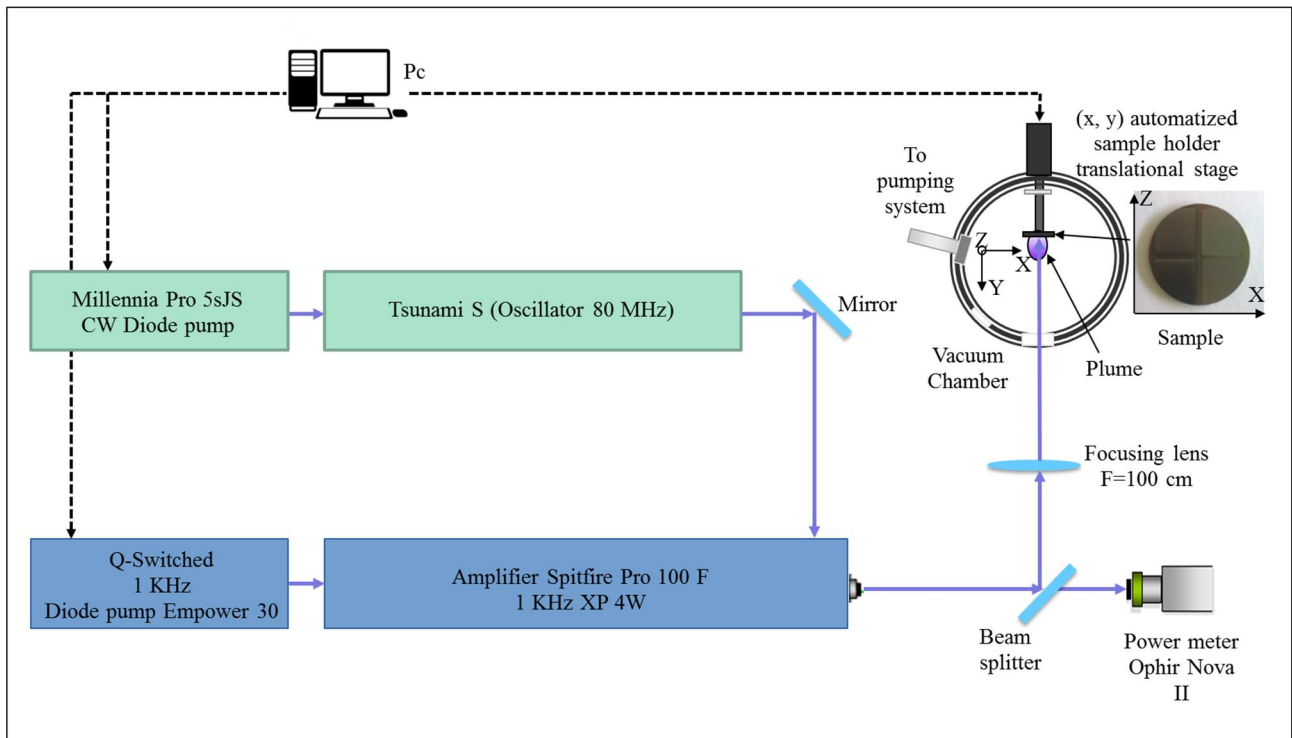 Pc
(x, y) automatized
sample holder
translational stage
To
pumping
system
Z
X
Y
Z
X
Sample
Millennia Pro 5sJS
CW Diode pump
Tsunami S (Oscillator 80 MHz)
Mirror
Vacuum
Chamber
Plume
Focusing lens
F=100 cm
Q-Switched
1 KHz
Diode pump Empower 30
Amplifier Spitfire Pro 100 F
1 KHz XP 4W
Beam
splitter
Power meter
Ophir Nova
II